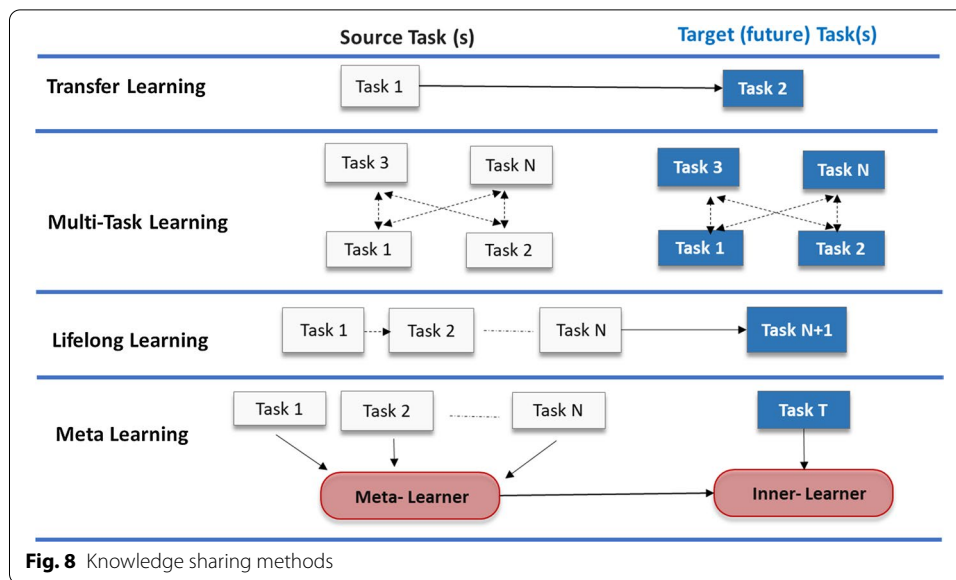 Source Task (s)
Target (future) Task(s)
Transfer Learning
Task 1
Task 2
Task 3
Task N
Task 3
Task N
Multi-Task Learning
Task 1
Task 2
Task 1
Task 2
Lifelong Learning
Task 1
Task 2
Task N
Task N+1
Meta Learning
Task 1
Task 2
Task N
Task T
Meta- Learner
Inner- Learner
Fig. 8 Knowledge sharing methods